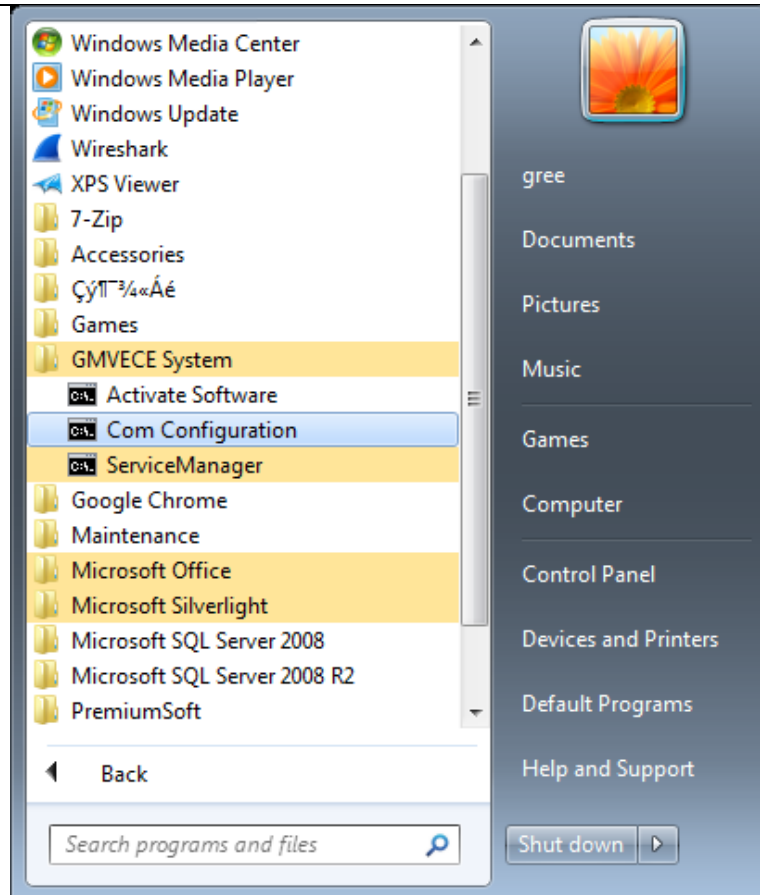 Windows Media Center
Windows Media Player
Windows Update
Wireshark
XPS Viewer
7-Zip
Accessories
Çý¶¯¾«Áé
Games
GMVECE System
Activate Software
Com Configuration
ServiceManager
Google Chrome
Maintenance
Microsoft Office
Microsoft Silverlight
Microsoft SQL Server 2008
Microsoft SQL Server 2008 R2
PremiumSoft
Back
Search programs and files
gree
Documents
Pictures
Music
Games
Computer
Control Panel
Devices and Printers
Default Programs
Help and Support
Shut down